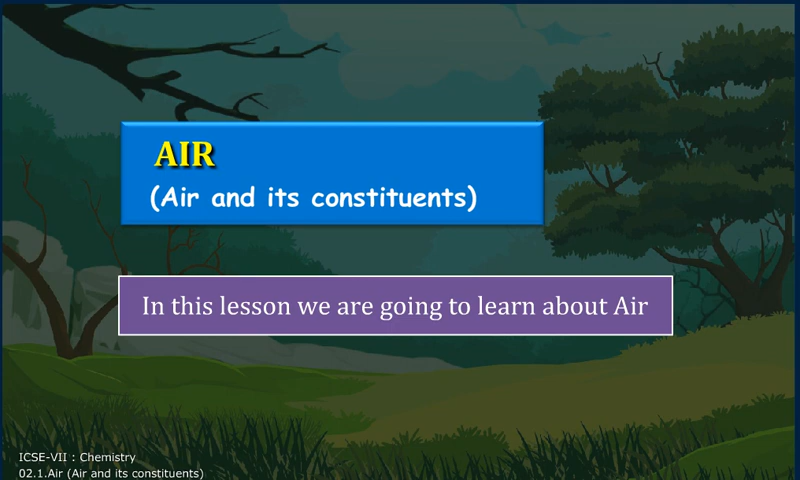 AIR
(Air and its constituents)
In this lesson we are going to learn about Air
ICSE-VII : Chemistry
02.1.Air (Air and its constituents)